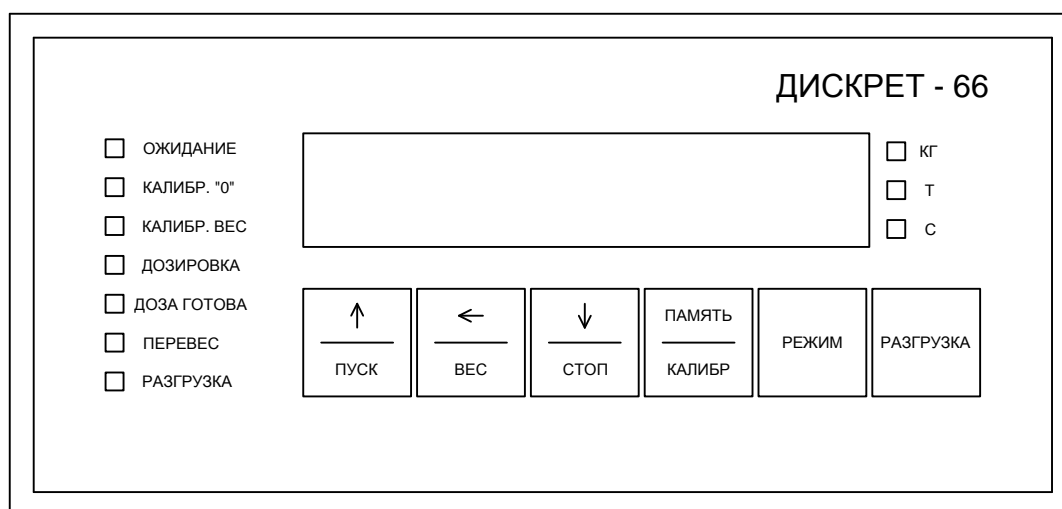 ДИСКРЕТ - 66
ОЖИДАНИЕ
КАЛИБР. "0"
КАЛИБР. ВЕС
ДОЗИРОВКА
ДОЗА ГОТОВА
ПЕРЕВЕС
РАЗГРУЗКА
КГ
Т
С
↑
ПУСК
←
ВЕС
↓
СТОП
ПАМЯТЬ
КАЛИБР
РЕЖИМ
РАЗГРУЗКА